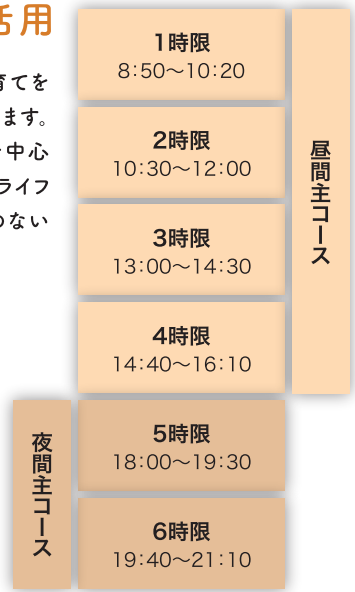 活用
育てを
ます。
中心
ライフ
のない
1時限
8:50〜10:20
2時限
10:30〜12:00
3時限
13:00〜14:30
4時限
14:40〜16:10
昼間主コース
5時限
18:00〜19:30
6時限
19:40〜21:10
夜間主コース